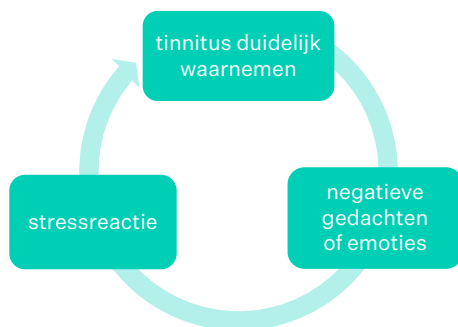 tinnitus duidelijk
waarnemen
negatieve
gedachten
of emoties
stressreactie